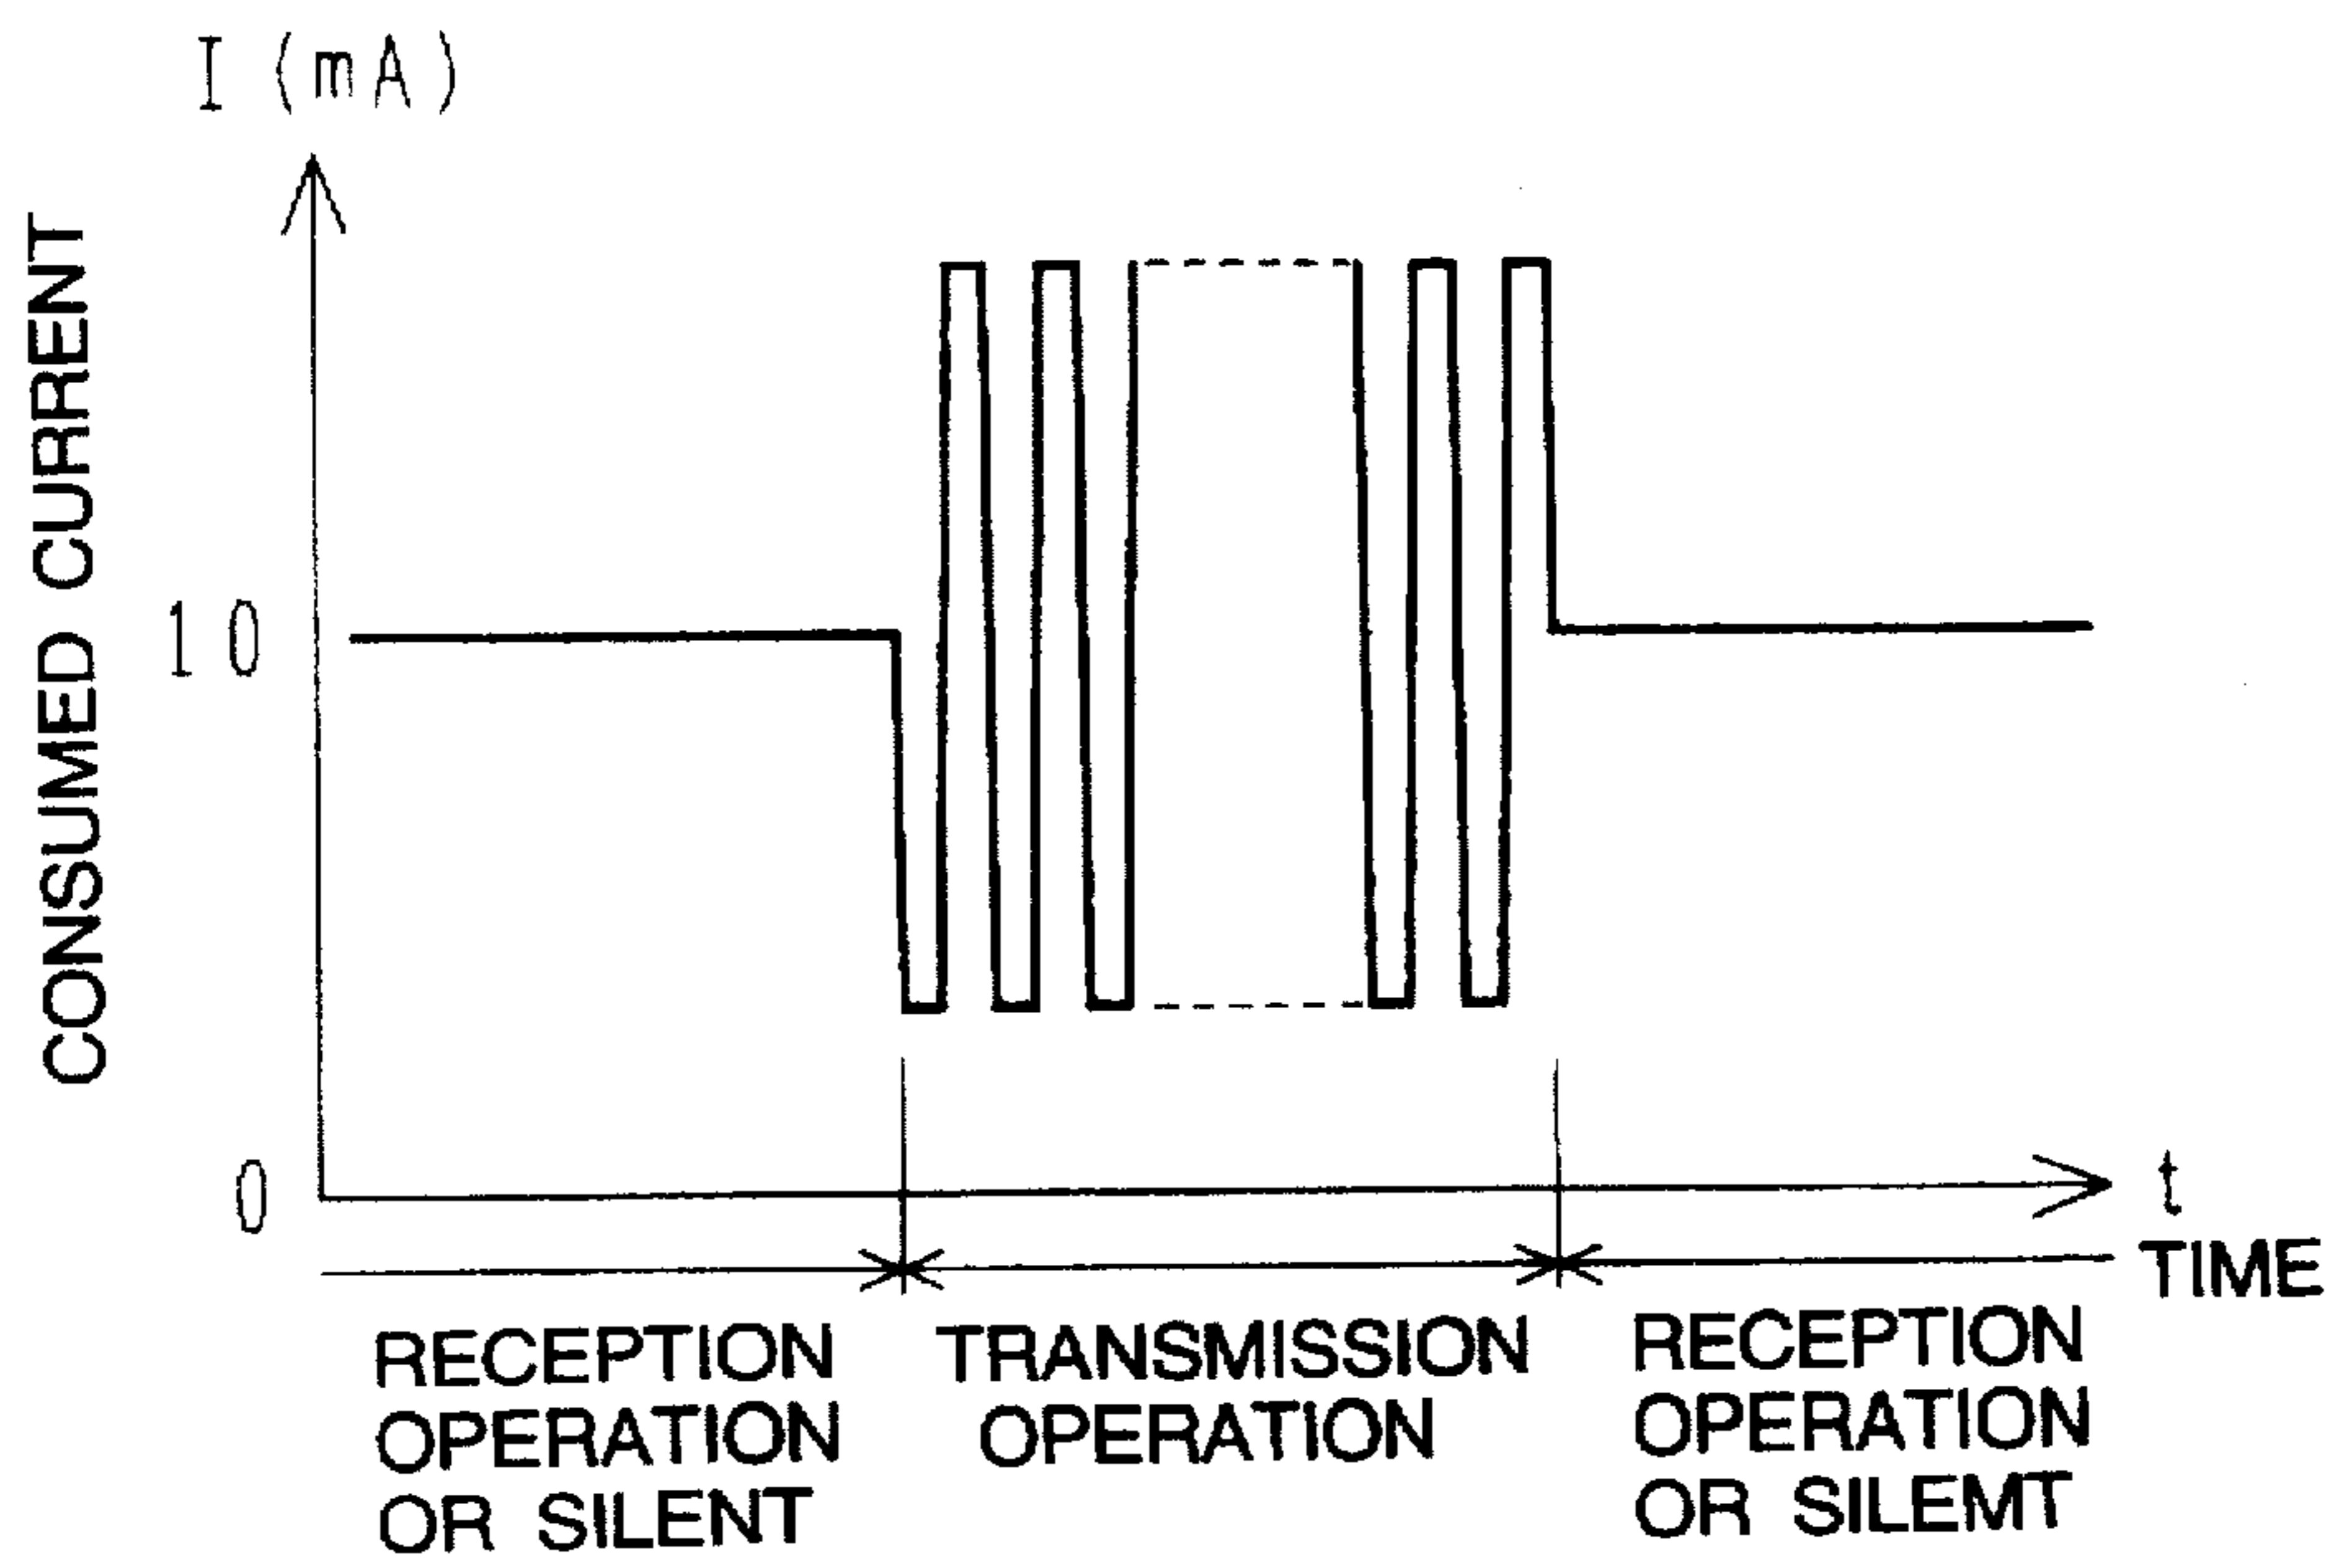 I (mA)
CONSUMED CURRENT
10
0
t
TIME
RECEPTION
OPERATION
OR SILENT
TRANSMISSION
OPERATION
RECEPTION
OPERATION
OR SILEMT